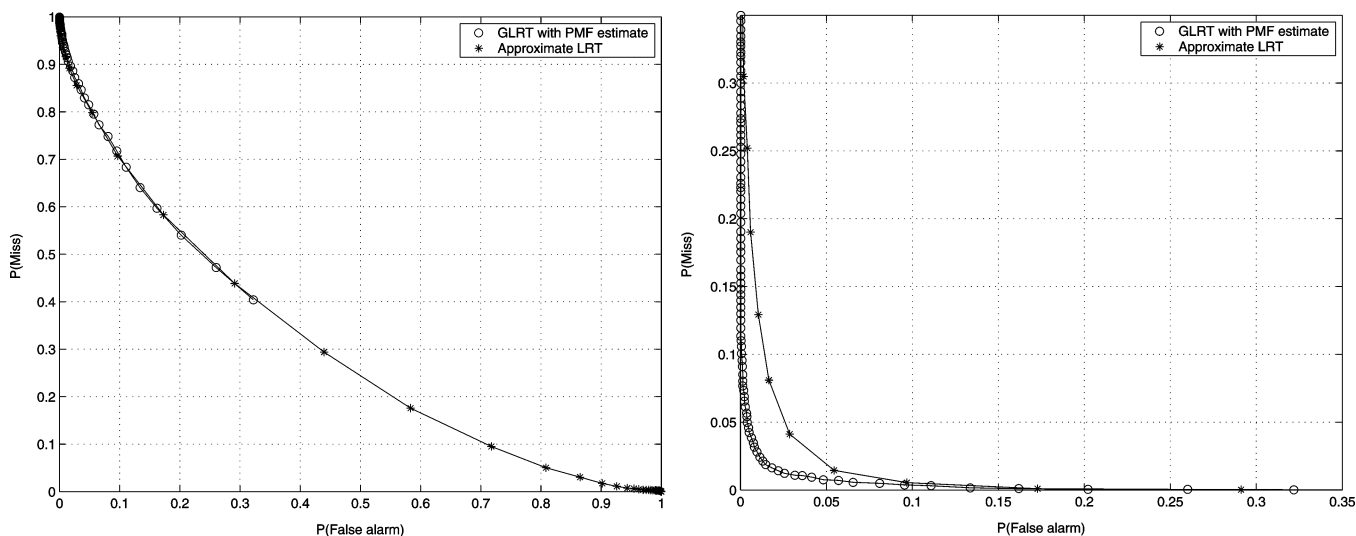 1
0.9
0.8
0.7
0.6
0.5
0.4
0.3
0.2
0.1
0
P(Miss)
GLRT with PMF estimate
Approximate LRT
0 0.1 0.2 0.3 0.4 0.5 0.6 0.7 0.8 0.9 1
P(False alarm)
0.3
0.25
0.2
0.15
0.1
0.05
0
P(Miss)
GLRT with PMF estimate
Approximate LRT
0 0.05 0.1 0.15 0.2 0.25 0.3 0.35
P(False alarm)